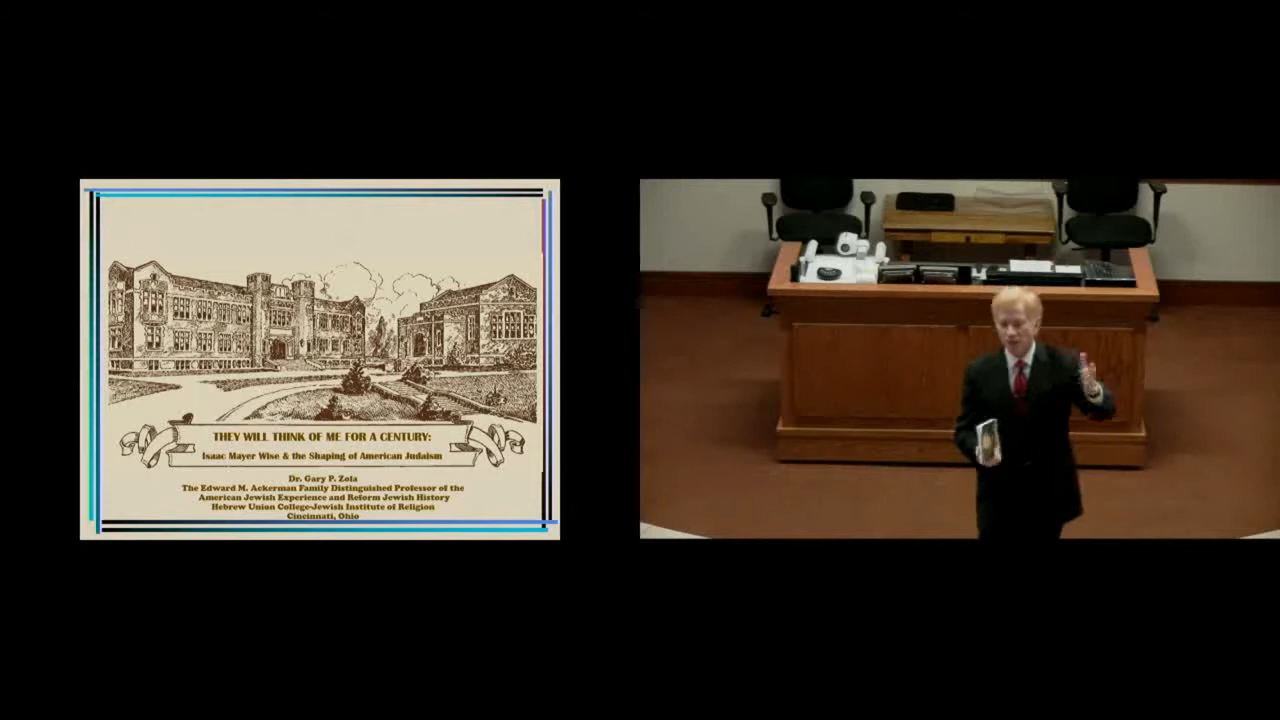 THEY WILL THINK OF ME FOR A CENTURY:
Isaac Mayer Wise & the Shaping of American Judaism
Dr. Gary P. Zola
The Edward M. Ackerman Family Distinguished Professor of the
American Jewish Experience and Reform Jewish History
Hebrew Union College-Jewish Institute of Religion
Cincinnati, Ohio